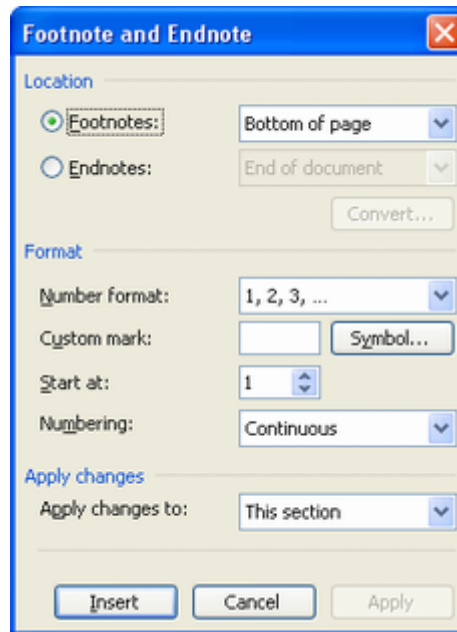 Footnote and Endnote
Location
Footnotes: Bottom of page
Endnotes: End of document
Convert...
Format
Number format: 1, 2, 3, ...
Custom mark: Symbol...
Start at: 1
Numbering: Continuous
Apply changes
Apply changes to: This section
Insert Cancel Apply